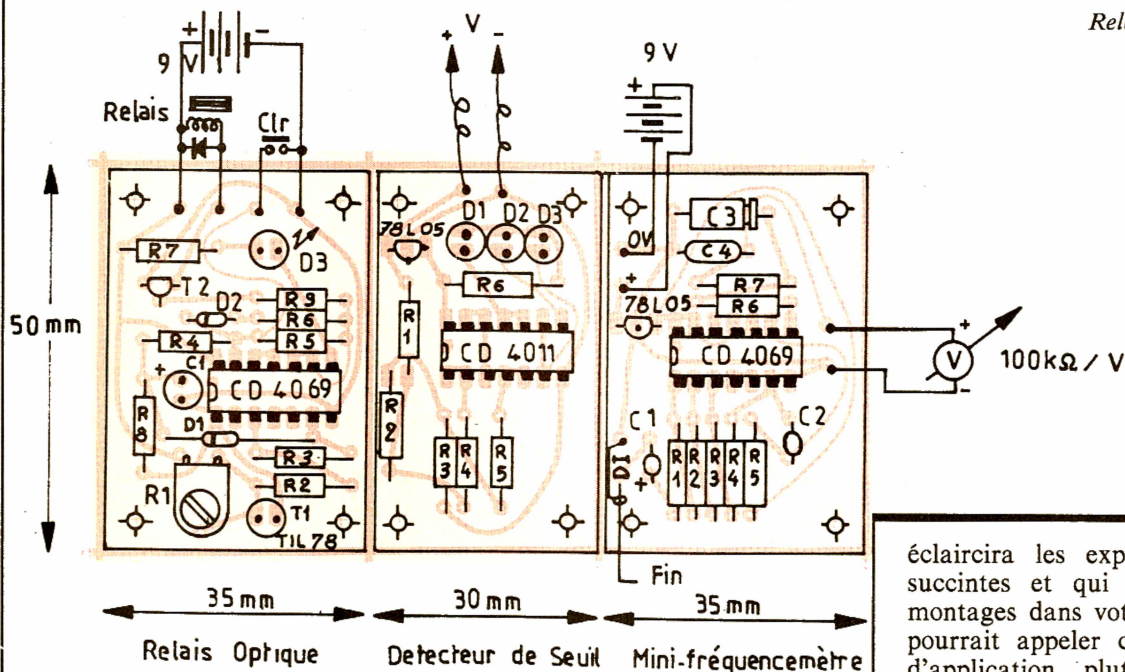 Rel
+ V -
+ -
9 V
9 V
+
Relais
Clr
R7
D3
T2
D2
R9
R6
R4
R5
+ C1
CD 4069
R8
D1
R3
R2
R1
T1
TIL 78
78L05
D1 D2 D3
R6
R1
CD 4011
R2
R3
R4
R5
C3
0V
C4
+
78L05
R7
R6
CD 4069
+
V
-
100kΩ / V
C1
C2
DI
+
R1
R2
R3
R4
R5
Fin
50 mm
35 mm
30 mm
35 mm
Relais Optique
Detecteur de Seuil
Mini-fréquencemètre
éclaircira les exp
succintes et qui
montages dans vot
pourrait appeler c
d'application plut